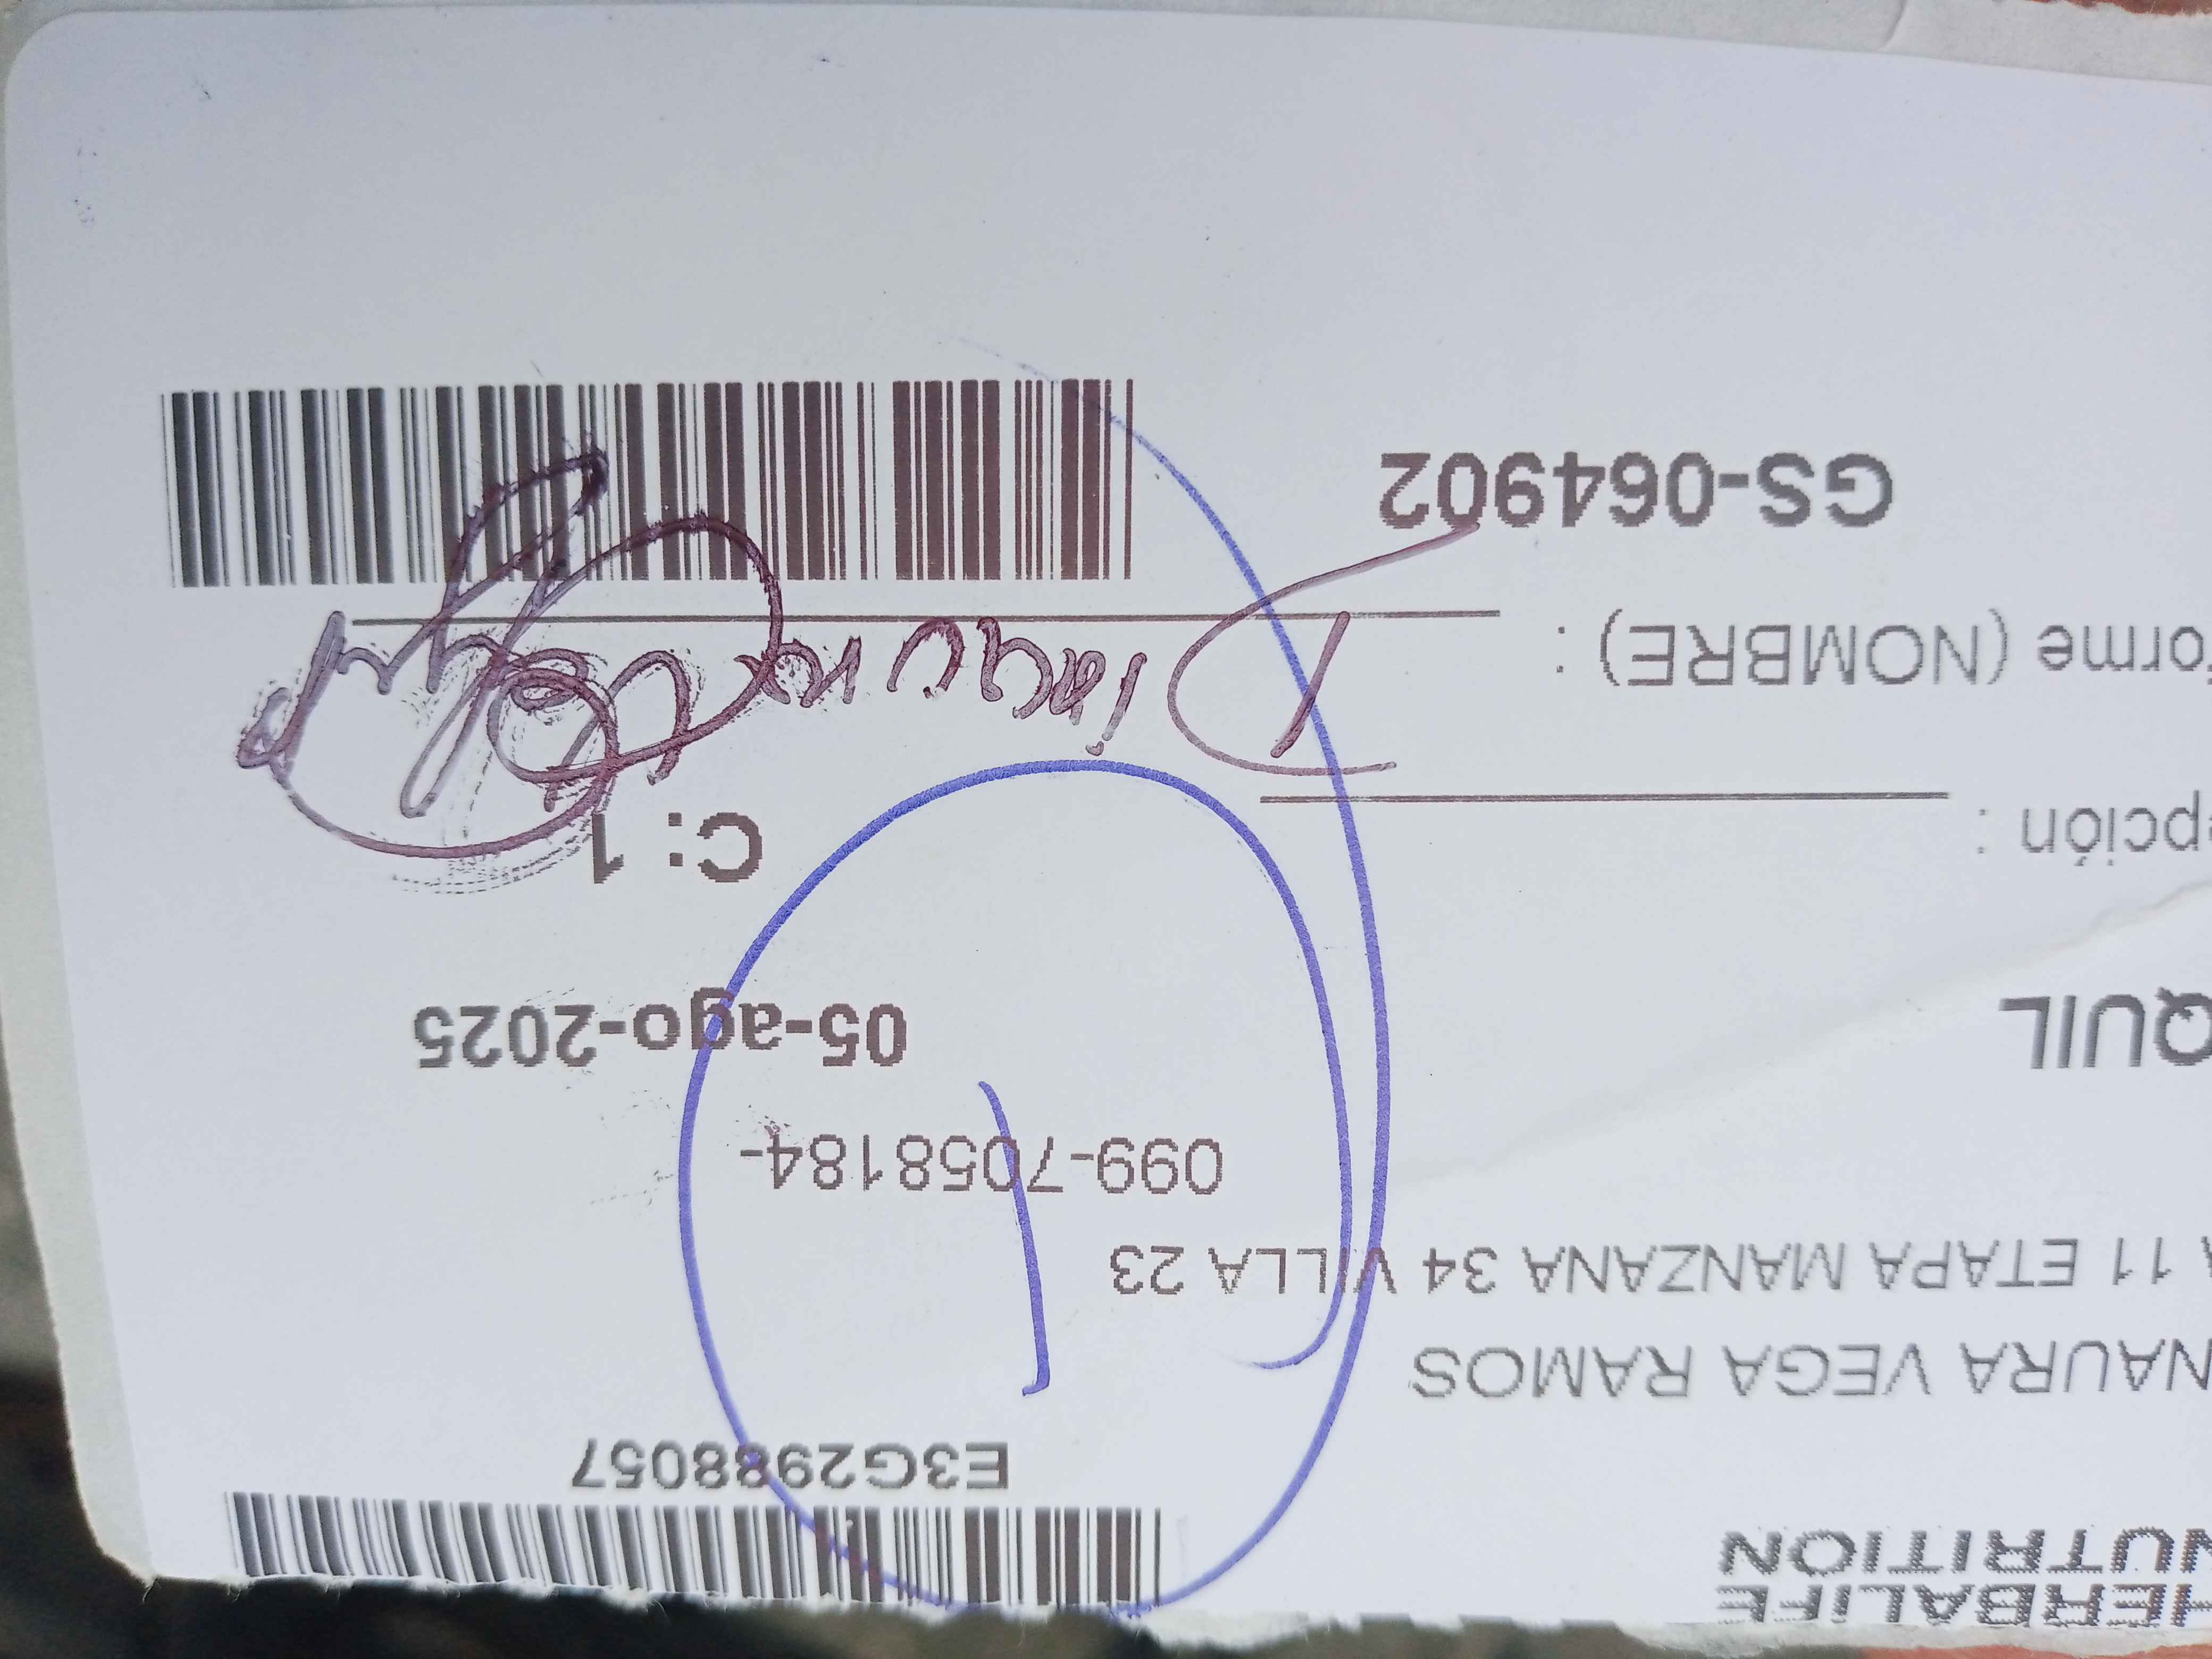 HERBALIFE
NUTRITION
E3G2988057
NAURA VEGA RAMOS
A 11 ETAPA MANZANA 34 VILLA 23
099-7058184-
05-ago-2025
QUIL
C: 1
pción :
forme (NOMBRE) :
GS-064902